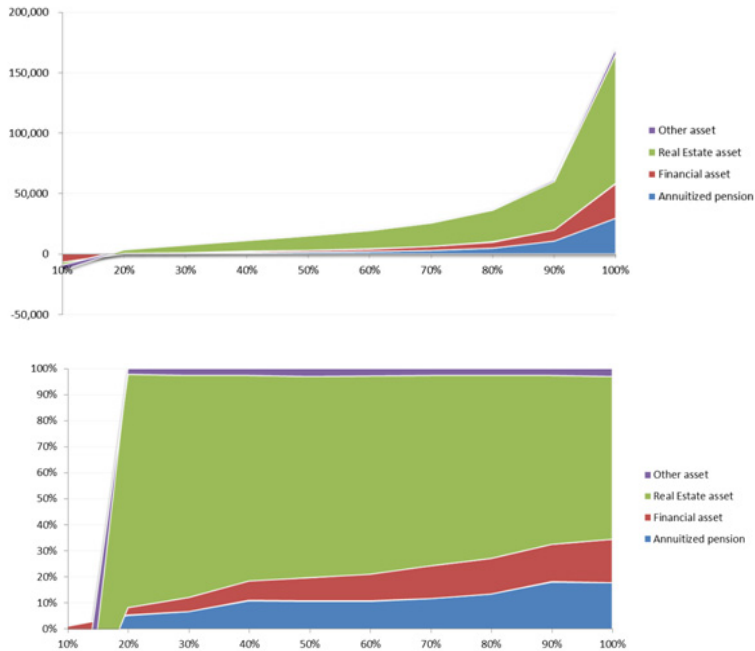 200,000
150,000
100,000
50,000
0
-50,000
10% 20% 30% 40% 50% 60% 70% 80% 90% 100%
Other asset
Real Estate asset
Financial asset
Annuitized pension
100%
90%
80%
70%
60%
50%
40%
30%
20%
10%
0%
10% 20% 30% 40% 50% 60% 70% 80% 90% 100%
Other asset
Real Estate asset
Financial asset
Annuitized pension